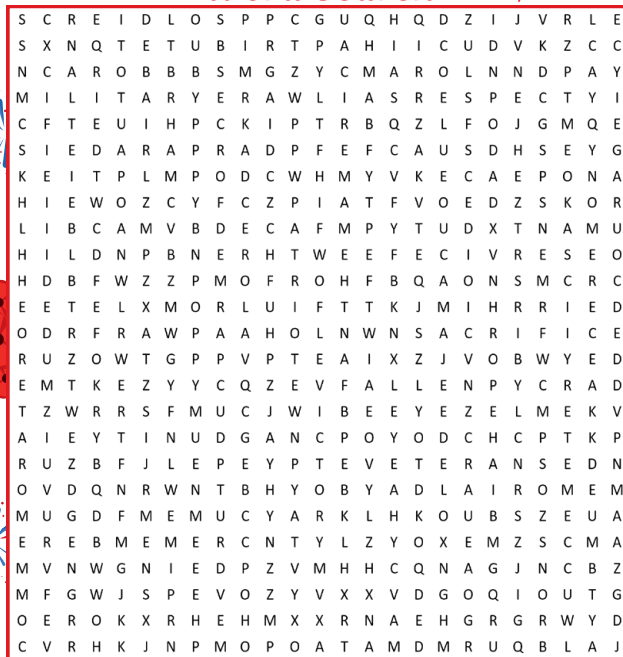 S C R E I D L O S P P C G U Q H Q D Z I J V R L E
S X N Q T E T U B I R T P A H I I C U D V K Z C C
N C A R O B B B S M G Z Y C M A R O L N N D P A Y
M I L I T A R Y E R A W L I A S R E S P E C T Y I
C F T E U I H P C K I P T R B Q Z L F O J G M Q E
S I E D A R A P R A D P F E F C A U S D H S E Y G
K E I T P L M P O D C W H M Y V K E C A E P O N A
H I E W O Z C Y F C Z P I A T F V O E D Z S K O R
L I B C A M V B D E C A F M P Y T U D X T N A M U
H I L D N P B N E R H T W E E F E C I V R E S E O
H D B F W Z Z P M O F R O H F B Q A O N S M C R C
E E T E L X M O R L U I F T T K J M I H R R I E D
O D R F R A W P A A H O L N W N S A C R I F I C E
R U Z O W T G P P V P T E A I X Z J V O B W Y E D
E M T K E Z Y Y C Q Z E V F A L L E N P Y C R A D
T Z W R R S F M U C J W I B E E Y E Z E L M E K V
A I E Y T I N U D G A N C P O Y O D C H C P T K P
R U Z B F J L E P E Y P T E V E T E R A N S E D N
O V D Q N R W N T B H Y O B Y A D L A I R O M E M
M U G D F M E M U C Y A R K L H K O U B S Z E U A
E R E B M E M E R C N T Y L Z Y O X E M Z S C M A
M V N W G N I E D P Z V M H H C Q N A G J N C B Z
M F G W J S P E V O Z Y V X X V D G O Q I O U T G
O E R O K X R H E H M X X R N A E H G R G R W Y D
C V R H K J N P M O P O A T A M D M R U Q B L A J